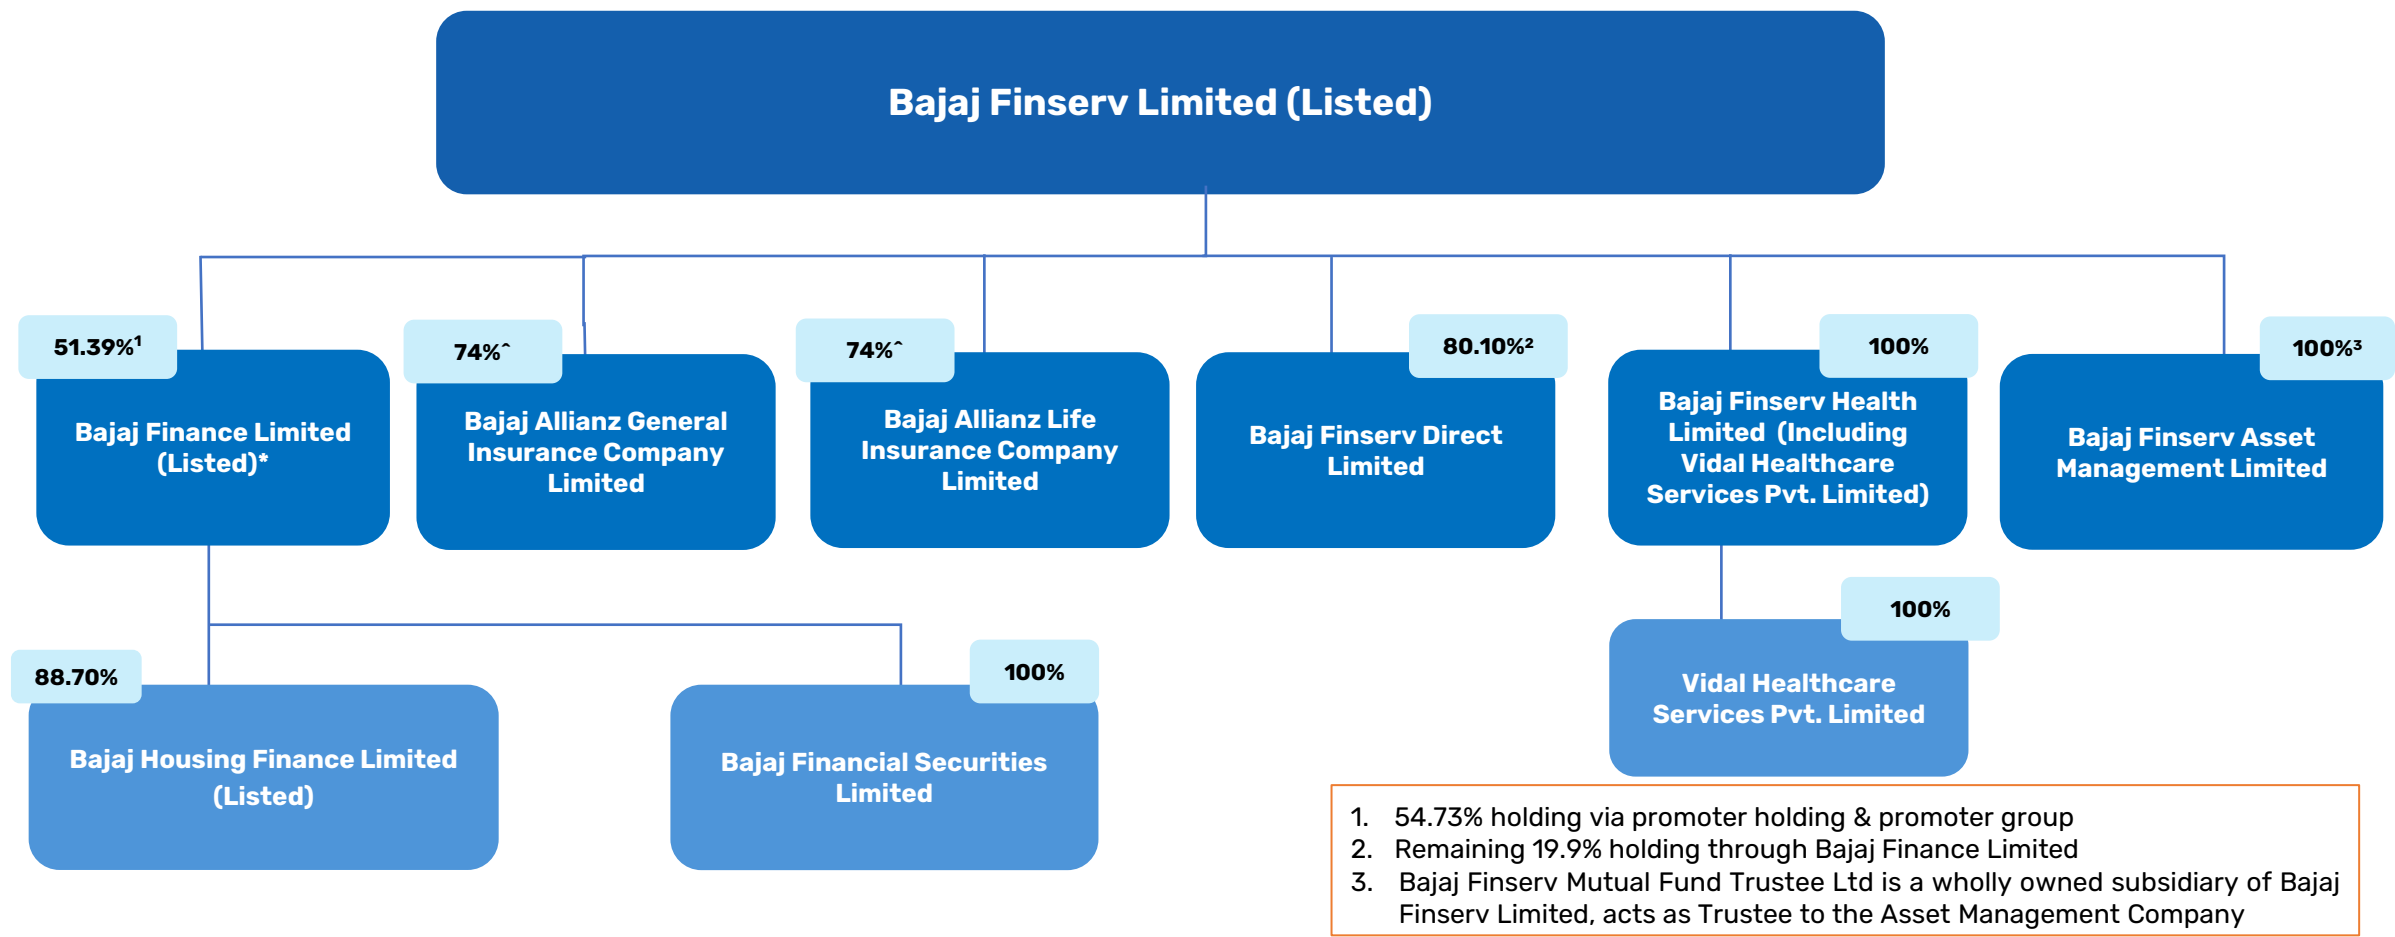 Bajaj Finserv Limited (Listed)
51.39%¹
Bajaj Finance Limited
(Listed)*
74%^
Bajaj Allianz General
Insurance Company
Limited
74%^
Bajaj Allianz Life
Insurance Company
Limited
80.10%²
Bajaj Finserv Direct
Limited
100%
Bajaj Finserv Health
Limited (Including
Vidal Healthcare
Services Pvt. Limited)
100%³
Bajaj Finserv Asset
Management Limited
88.70%
Bajaj Housing Finance Limited
(Listed)
100%
Bajaj Financial Securities
Limited
100%
Vidal Healthcare
Services Pvt. Limited
1. 54.73% holding via promoter holding & promoter group
2. Remaining 19.9% holding through Bajaj Finance Limited
3. Bajaj Finserv Mutual Fund Trustee Ltd is a wholly owned subsidiary of Bajaj
Finserv Limited, acts as Trustee to the Asset Management Company